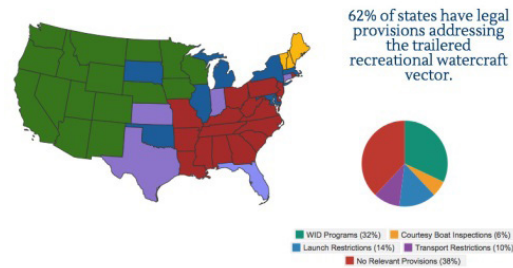 62% of states have legal
provisions addressing
the trailered
recreational watercraft
vector.
WID Programs (32%) Courtesy Boat Inspections (6%)
Launch Restrictions (14%) Transport Restrictions (10%)
No Relevant Provisions (38%)